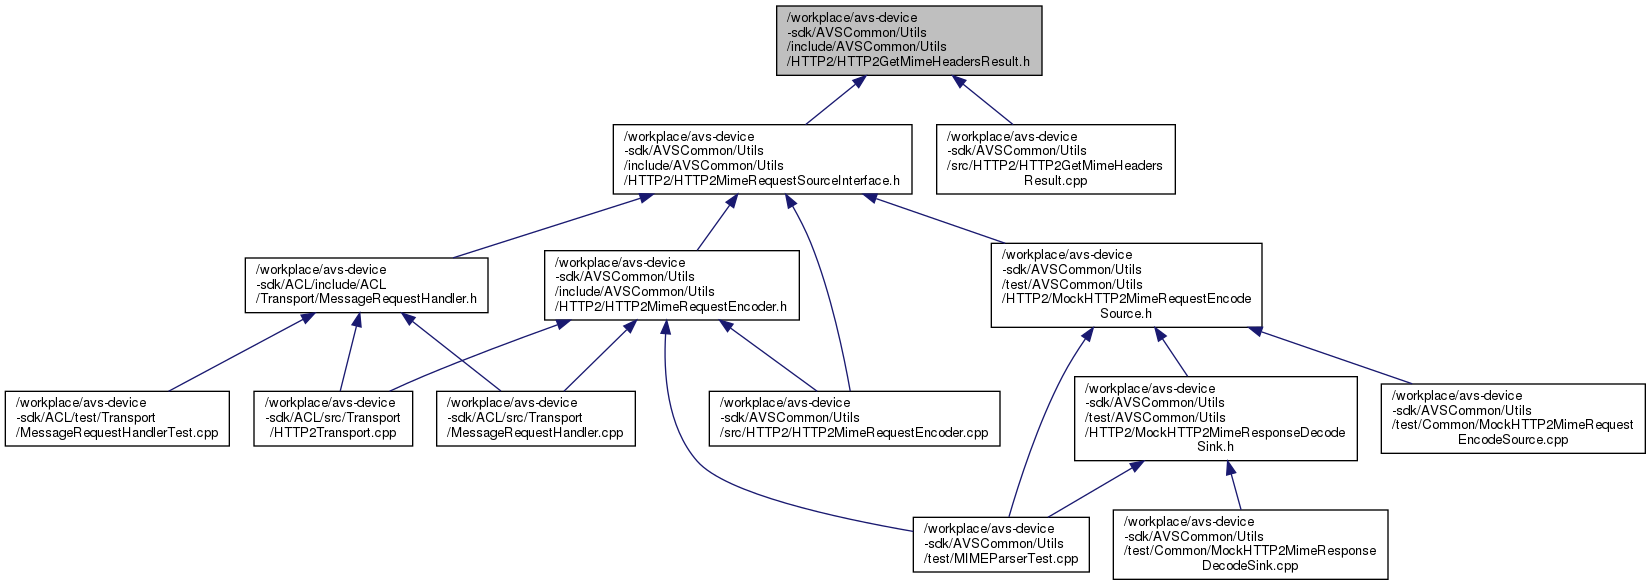 /workplace/avs-device
-sdk/AVSCommon/Utils
/include/AVSCommon/Utils
/HTTP2/HTTP2GetMimeHeadersResult.h
/workplace/avs-device
-sdk/AVSCommon/Utils
/include/AVSCommon/Utils
/HTTP2/HTTP2MimeRequestSourceInterface.h
/workplace/avs-device
-sdk/AVSCommon/Utils
/src/HTTP2/HTTP2GetMimeHeaders
Result.cpp
/workplace/avs-device
-sdk/ACL/include/ACL
/Transport/MessageRequestHandler.h
/workplace/avs-device
-sdk/AVSCommon/Utils
/include/AVSCommon/Utils
/HTTP2/HTTP2MimeRequestEncoder.h
/workplace/avs-device
-sdk/AVSCommon/Utils
/test/AVSCommon/Utils
/HTTP2/MockHTTP2MimeRequestEncode
Source.h
/workplace/avs-device
-sdk/ACL/test/Transport
/MessageRequestHandlerTest.cpp
/workplace/avs-device
-sdk/ACL/src/Transport
/HTTP2Transport.cpp
/workplace/avs-device
-sdk/ACL/src/Transport
/MessageRequestHandler.cpp
/workplace/avs-device
-sdk/AVSCommon/Utils
/src/HTTP2/HTTP2MimeRequestEncoder.cpp
/workplace/avs-device
-sdk/AVSCommon/Utils
/test/AVSCommon/Utils
/HTTP2/MockHTTP2MimeResponseDecode
Sink.h
/workplace/avs-device
-sdk/AVSCommon/Utils
/test/Common/MockHTTP2MimeRequest
EncodeSource.cpp
/workplace/avs-device
-sdk/AVSCommon/Utils
/test/MIMEParserTest.cpp
/workplace/avs-device
-sdk/AVSCommon/Utils
/test/Common/MockHTTP2MimeResponse
DecodeSink.cpp